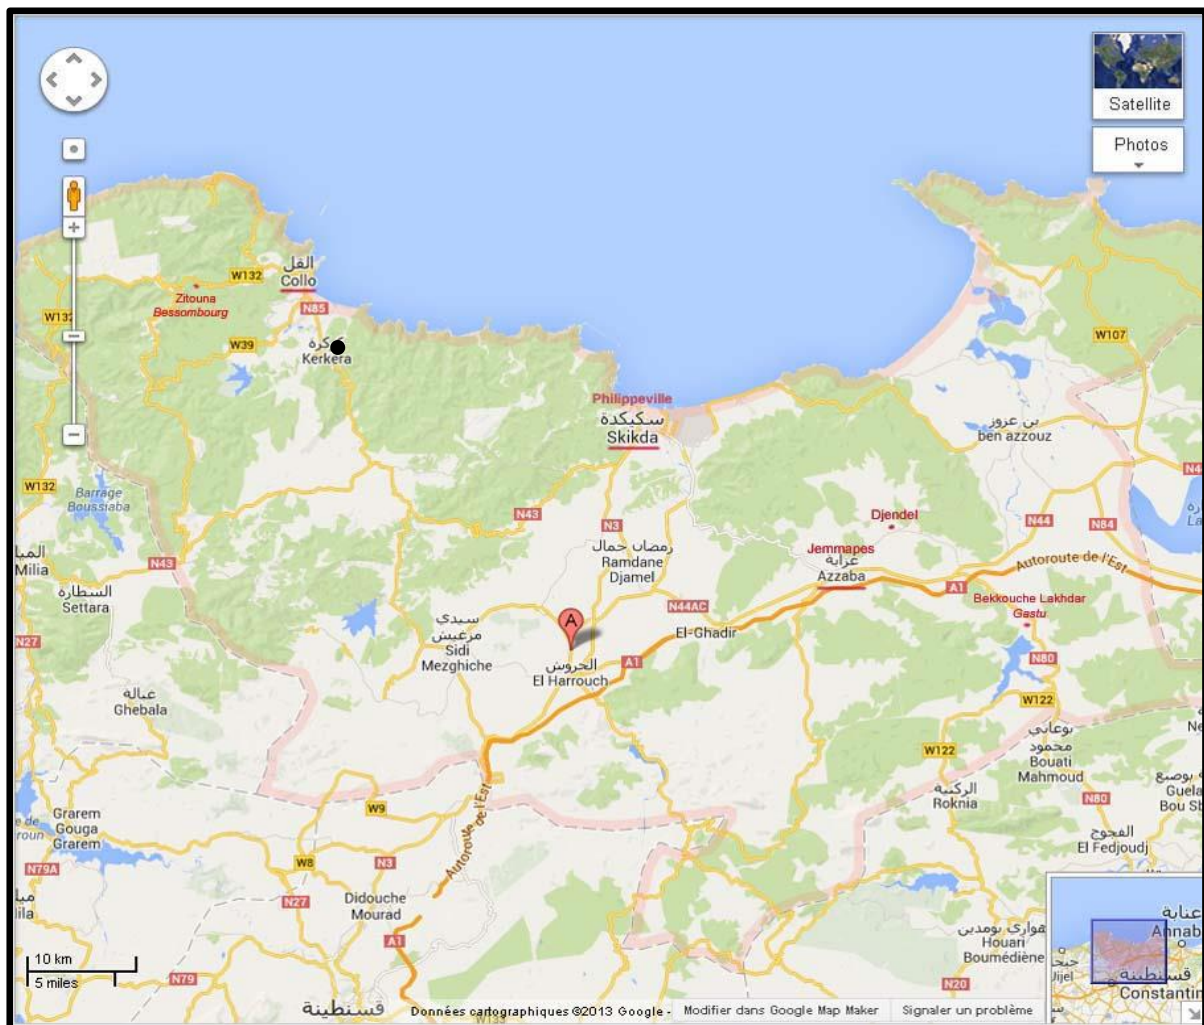 Satellite
Photos
القل
Collo
W132
N85
Zitouna
Bessombourg
W132
W39
Kerkera
W107
Philippeville
سكيكدة
Skikda
بن عزوز
ben azzouz
W132
Barrage
Boussiaba
N43
N3
Djendel
N44
N84
رمضان جمال
Ramdane
Djamel
Jemmapes
عزابة
Azzaba
Autoroute de l'Est
A1
N43
Milia
السطارة
Settara
N27
N44AC
Bekkouche Lakhdar
Gastu
سيدي
مزغيش
Sidi
Mezghiche
A
El-Ghadir
الحروش
El Harrouch
A1
N80
W122
غبالة
Ghebala
بوعاتي
محمود
Bouati
Mahmoud
W122
الركنية
Roknia
N80
Grarem
Gouga
Grarem
W9
Autoroute de l'Est
الفجوج
El Fedjoudj
N79A
W8
N3
N27
Didouche
Mourad
A1
هواري بومدين
Houari
Boumédiène
N20
N79
10 km
5 miles
قسنطينة
W133
Données cartographiques ©2013 Google -
Modifier dans Google Map Maker
Signaler un problème
عنابة
Annab
قسنطينة
Constantin